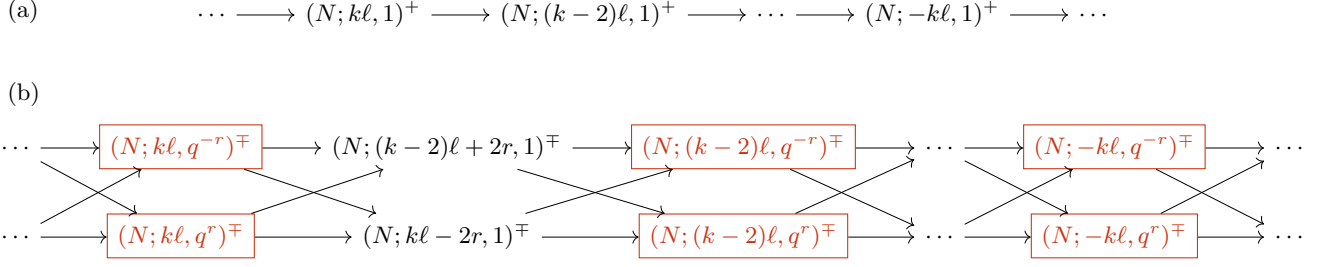 (a)
⋯ ⟶ (N; kℓ, 1)⁺ ⟶ (N; (k − 2)ℓ, 1)⁺ ⟶ ⋯ ⟶ (N; −kℓ, 1)⁺ ⟶ ⋯
(b)
⋯ (N; kℓ, q⁻ʳ)^∓ (N; (k − 2)ℓ + 2r, 1)^∓ (N; (k − 2)ℓ, q⁻ʳ)^∓ ⋯ (N; −kℓ, q⁻ʳ)^∓ ⋯
⋯ (N; kℓ, qʳ)^∓ (N; kℓ − 2r, 1)^∓ (N; (k − 2)ℓ, qʳ)^∓ ⋯ (N; −kℓ, qʳ)^∓ ⋯